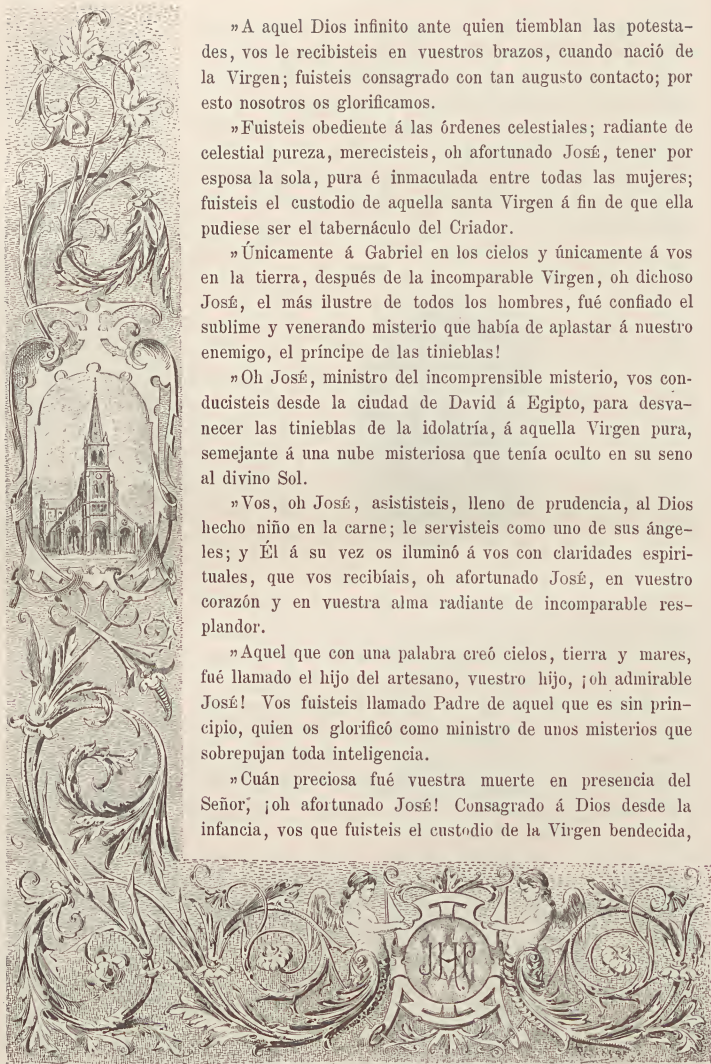 »A aquel Dios infinito ante quien tiemblan las potesta-
des, vos le recibisteis en vuestros brazos, cuando nació de
la Virgen; fuisteis consagrado con tan augusto contacto; por
esto nosotros os glorificamos.
»Fuisteis obediente á las órdenes celestiales; radiante de
celestial pureza, merecisteis, oh afortunado José, tener por
esposa la sola, pura é inmaculada entre todas las mujeres;
fuisteis el custodio de aquella santa Virgen á fin de que ella
pudiese ser el tabernáculo del Criador.
»Únicamente á Gabriel en los cielos y únicamente á vos
en la tierra, después de la incomparable Virgen, oh dichoso
José, el más ilustre de todos los hombres, fué confiado el
sublime y venerando misterio que había de aplastar á nuestro
enemigo, el príncipe de las tinieblas!
»Oh José, ministro del incomprensible misterio, vos con-
ducisteis desde la ciudad de David á Egipto, para desva-
necer las tinieblas de la idolatría, á aquella Virgen pura,
semejante á una nube misteriosa que tenía oculto en su seno
al divino Sol.
»Vos, oh José, asististeis, lleno de prudencia, al Dios
hecho niño en la carne; le servisteis como uno de sus ánge-
les; y Él á su vez os iluminó á vos con claridades espiri-
tuales, que vos recibíais, oh afortunado José, en vuestro
corazón y en vuestra alma radiante de incomparable res-
plandor.
»Aquel que con una palabra creó cielos, tierra y mares,
fué llamado el hijo del artesano, vuestro hijo, ¡oh admirable
José! Vos fuisteis llamado Padre de aquel que es sin prin-
cipio, quien os glorificó como ministro de unos misterios que
sobrepujan toda inteligencia.
»Cuán preciosa fué vuestra muerte en presencia del
Señor, ¡oh afortunado José! Consagrado á Dios desde la
infancia, vos que fuisteis el custodio de la Virgen bendecida,